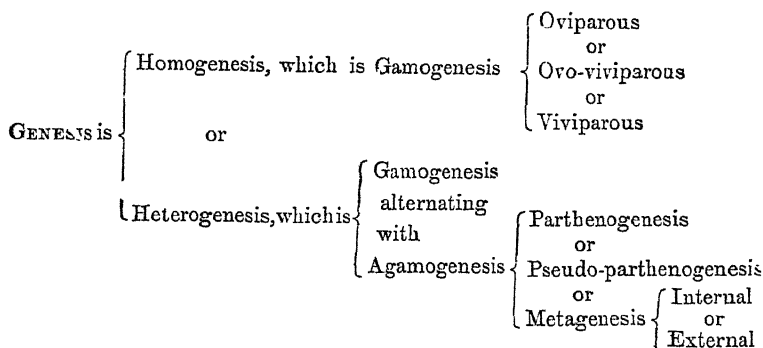 Oviparous
or
Homogenesis, which is Gamogenesis
Ovo-viviparous
or
Viviparous
GENESIS is
or
Heterogenesis, which is
Gamogenesis
alternating
with
Agamogenesis
Parthenogenesis
or
Pseudo-parthenogenesis
or
Metagenesis
Internal
or
External